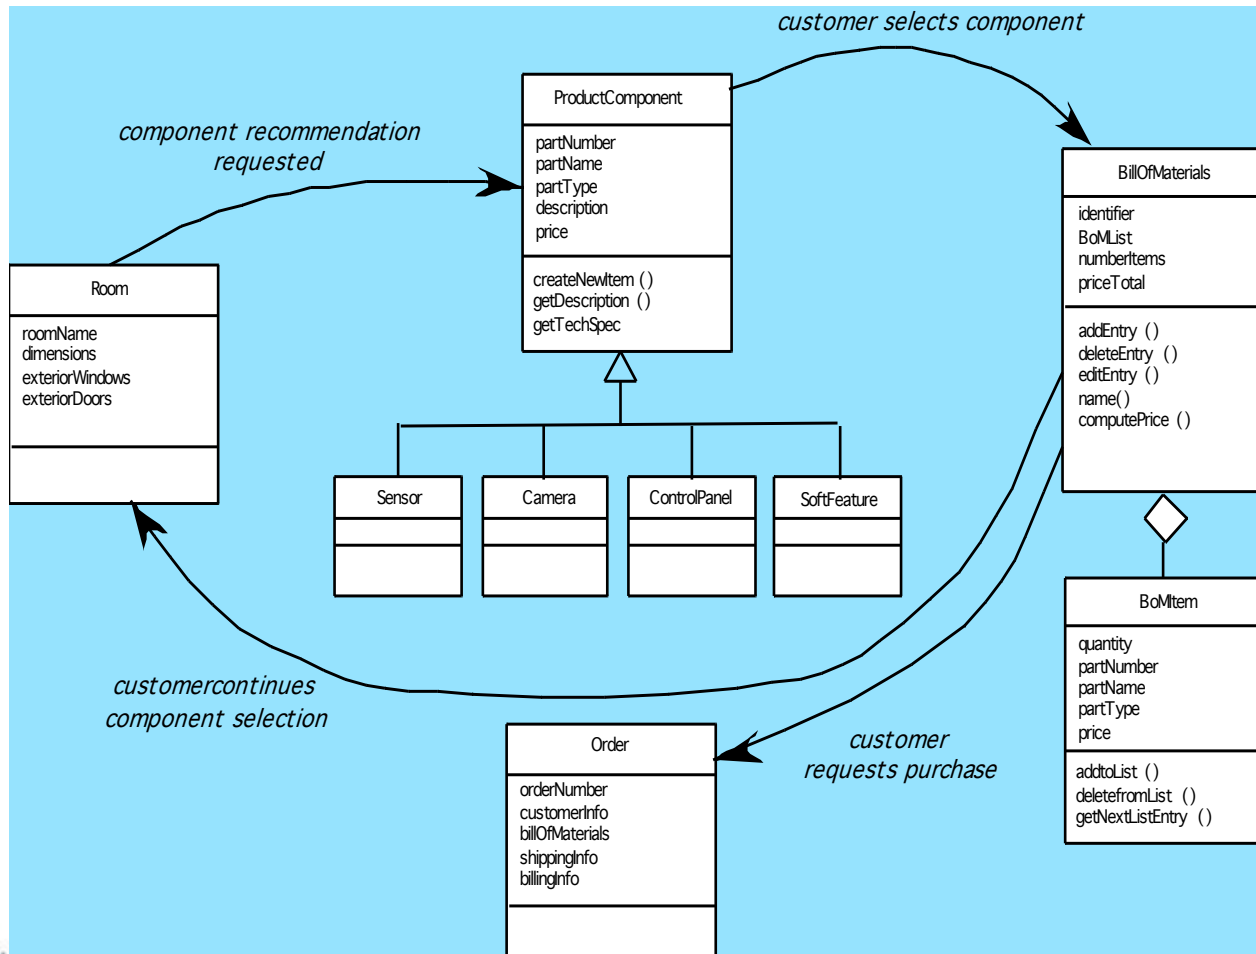 customer selects component
ProductComponent
partNumber
partName
partType
description
price
createNewItem ()
getDescription ()
getTechSpec
component recommendation
requested
BillOfMaterials
identifier
BoMList
numberItems
priceTotal
addEntry ()
deleteEntry ()
editEntry ()
name()
computePrice ()
Room
roomName
dimensions
exteriorWindows
exteriorDoors
Sensor
Camera
ControlPanel
SoftFeature
BoMItem
quantity
partNumber
partName
partType
price
addtoList ()
deletefromList ()
getNextListEntry ()
customercontinues
component selection
Order
orderNumber
customerInfo
billOfMaterials
shippingInfo
billingInfo
customer
requests purchase